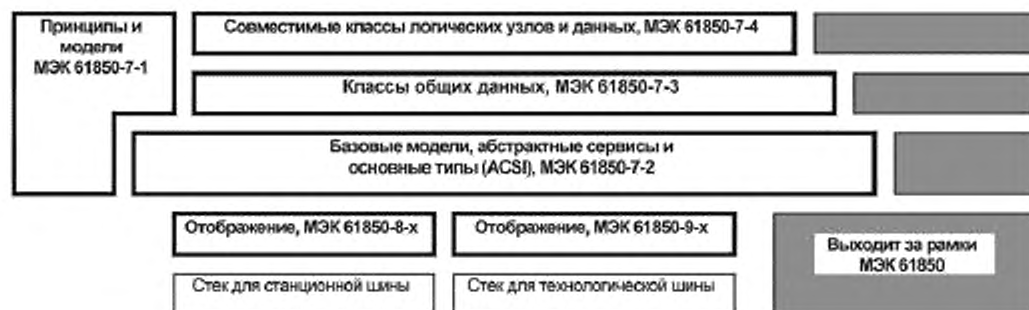 Принципы и
модели
МЭК 61850-7-1
Совместимые классы логических узлов и данных, МЭК 61850-7-4
Классы общих данных, МЭК 61850-7-3
Базовые модели, абстрактные сервисы и
основные типы (ACSI), МЭК 61850-7-2
Отображение, МЭК 61850-8-х
Отображение, МЭК 61850-9-х
Выходит за рамки
МЭК 61850
Стек для станционной шины
Стек для технологической шины